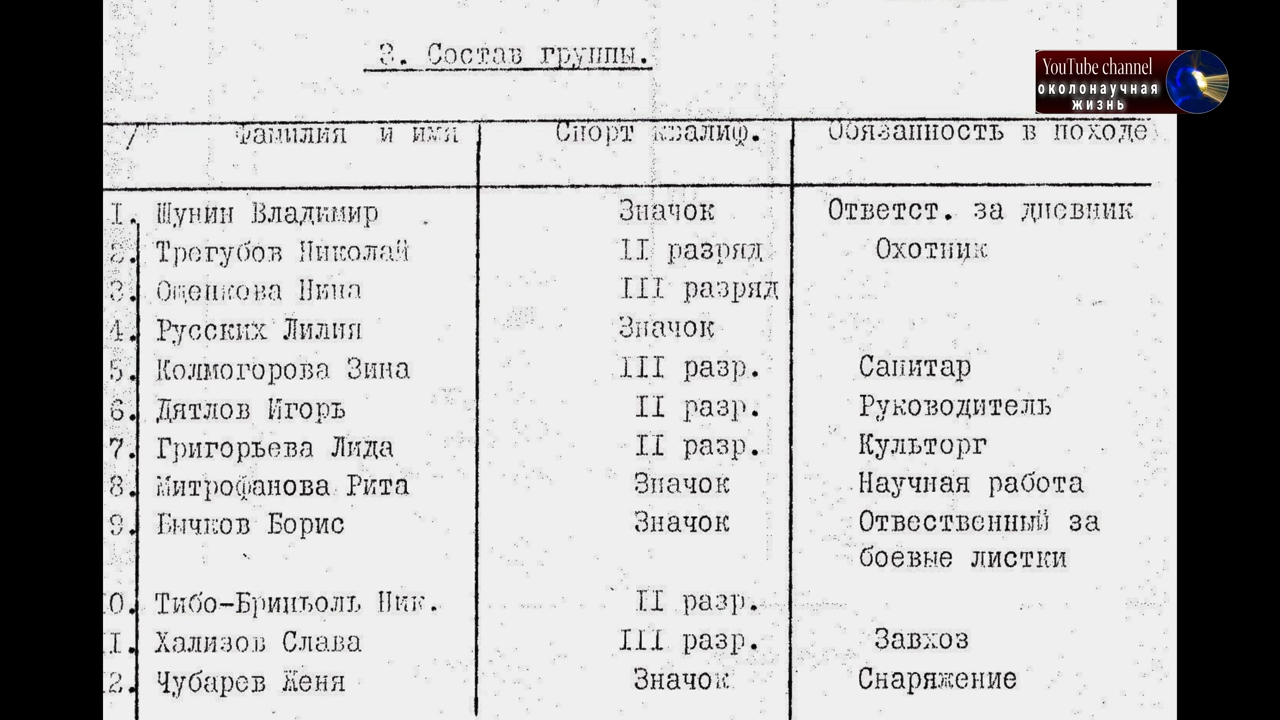 3. Состав группы.
YouTube channel
околонаучная
жизнь
Фамилия и имя Спорт квалиф. Обязанность в походе
I. Шунин Владимир Значок Ответст. за дневник
2. Трегубов Николай II разряд Охотник
3. Ощепкова Нина III разряд
4. Русских Лилия Значок
5. Колмогорова Зина III разр. Санитар
6. Дятлов Игорь II разр. Руководитель
7. Григорьева Лида II разр. Культорг
8. Митрофанова Рита Значок Научная работа
9. Бычков Борис Значок Отвественный за
боевые листки
0. Тибо-Бриньоль Ник. II разр.
I. Хализов Слава III разр. Завхоз
2. Чубарев Женя Значок Снаряжение